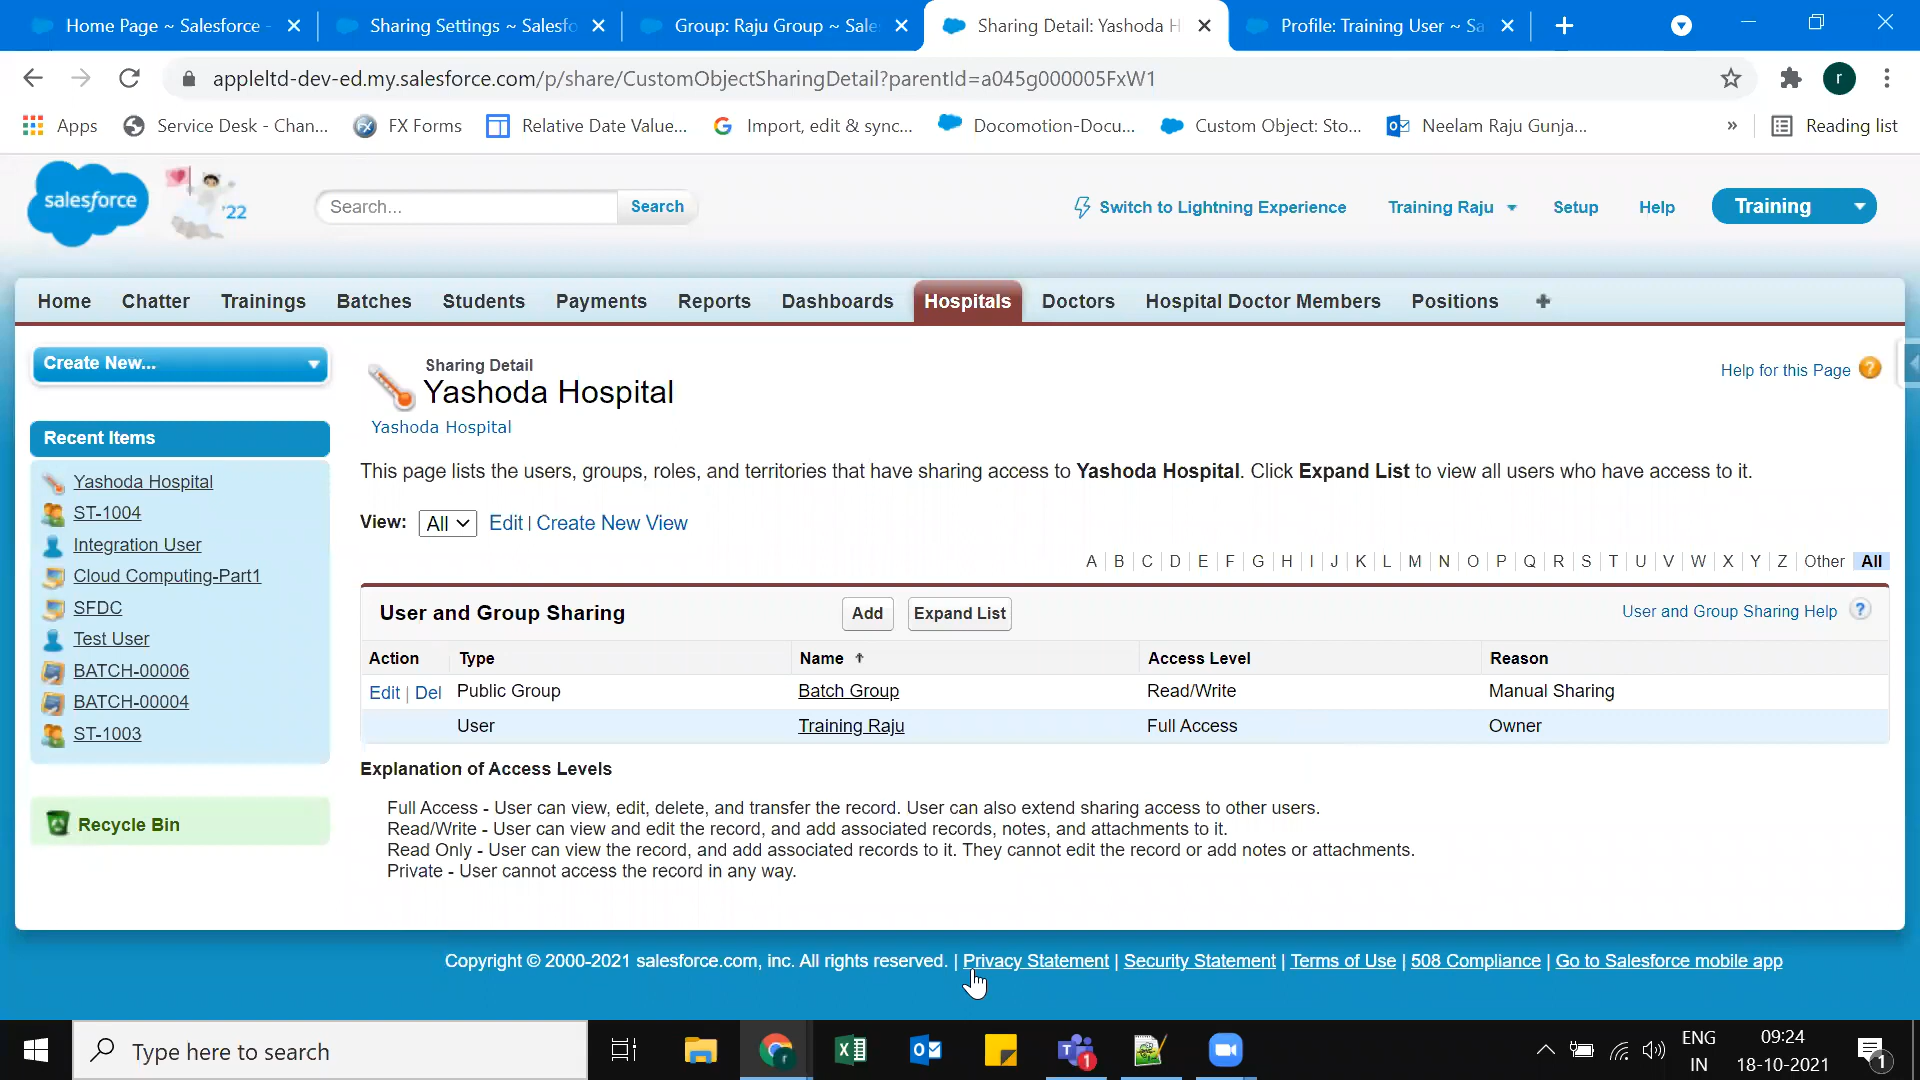 Home Page ~ Salesforce -
Sharing Settings ~ Salesfo
Group: Raju Group ~ Sale
Sharing Detail: Yashoda H
Profile: Training User ~ Sa
appleltd-dev-ed.my.salesforce.com/p/share/CustomObjectSharingDetail?parentId=a045g000005FxW1
r
Apps
Service Desk - Chan...
FX Forms
Relative Date Value...
Import, edit & sync...
Docomotion-Docu...
Custom Object: Sto...
Neelam Raju Gunja...
»
Reading list
salesforce
'22
Search...
Search
Switch to Lightning Experience
Training Raju
Setup
Help
Training
Home
Chatter
Trainings
Batches
Students
Payments
Reports
Dashboards
Hospitals
Doctors
Hospital Doctor Members
Positions
Create New...
Recent Items
Yashoda Hospital
ST-1004
Integration User
Cloud Computing-Part1
SFDC
Test User
BATCH-00006
BATCH-00004
ST-1003
Recycle Bin
Sharing Detail
Yashoda Hospital
Yashoda Hospital
Help for this Page ?
This page lists the users, groups, roles, and territories that have sharing access to Yashoda Hospital. Click Expand List to view all users who have access to it.
View: All Edit | Create New View
A | B | C | D | E | F | G | H | I | J | K | L | M | N | O | P | Q | R | S | T | U | V | W | X | Y | Z | Other | All
User and Group Sharing
Add
Expand List
User and Group Sharing Help ?
Action Type Name Access Level Reason
Edit | Del Public Group Batch Group Read/Write Manual Sharing
User Training Raju Full Access Owner
Explanation of Access Levels
Full Access - User can view, edit, delete, and transfer the record. User can also extend sharing access to other users.
Read/Write - User can view and edit the record, and add associated records, notes, and attachments to it.
Read Only - User can view the record, and add associated records to it. They cannot edit the record or add notes or attachments.
Private - User cannot access the record in any way.
Copyright © 2000-2021 salesforce.com, inc. All rights reserved. | Privacy Statement | Security Statement | Terms of Use | 508 Compliance | Go to Salesforce mobile app
Type here to search
1
ENG
IN
09:24
18-10-2021
1